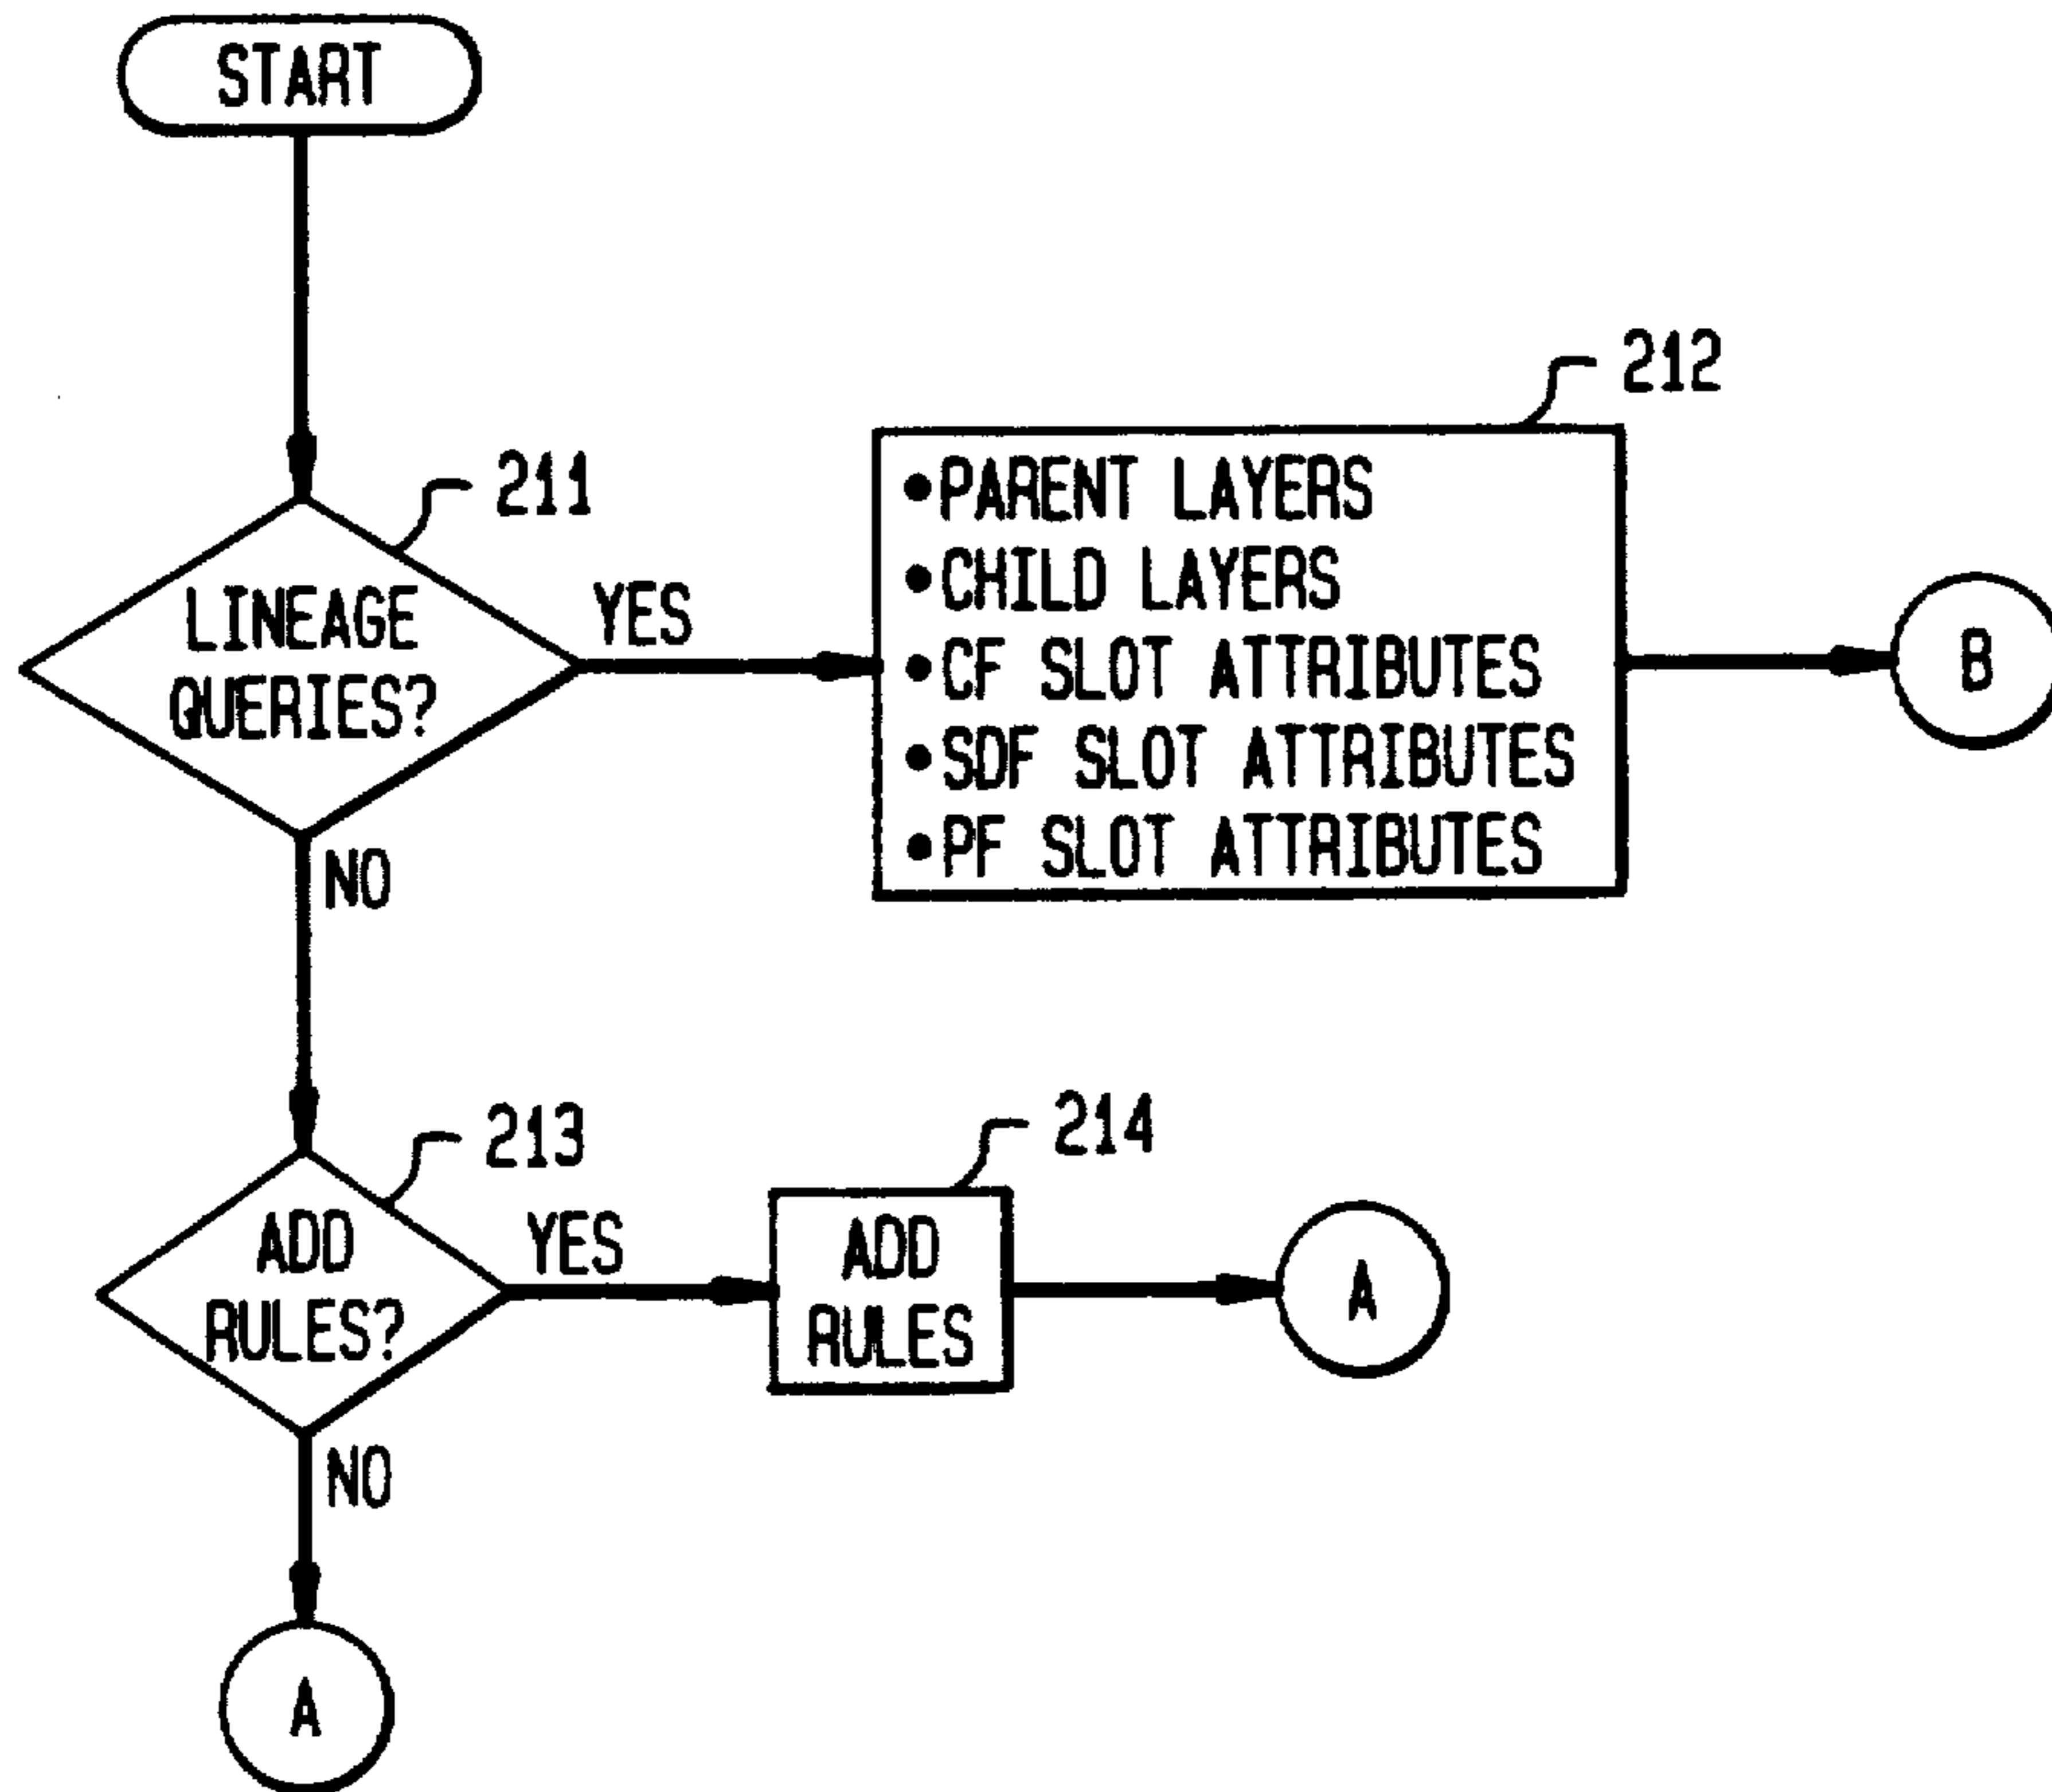 START
211
LINEAGE
QUERIES?
YES
NO
212
•PARENT LAYERS
•CHILD LAYERS
•CF SLOT ATTRIBUTES
•SDF SLOT ATTRIBUTES
•PF SLOT ATTRIBUTES
B
213
ADD
RULES?
YES
NO
214
ADD
RULES
A
A